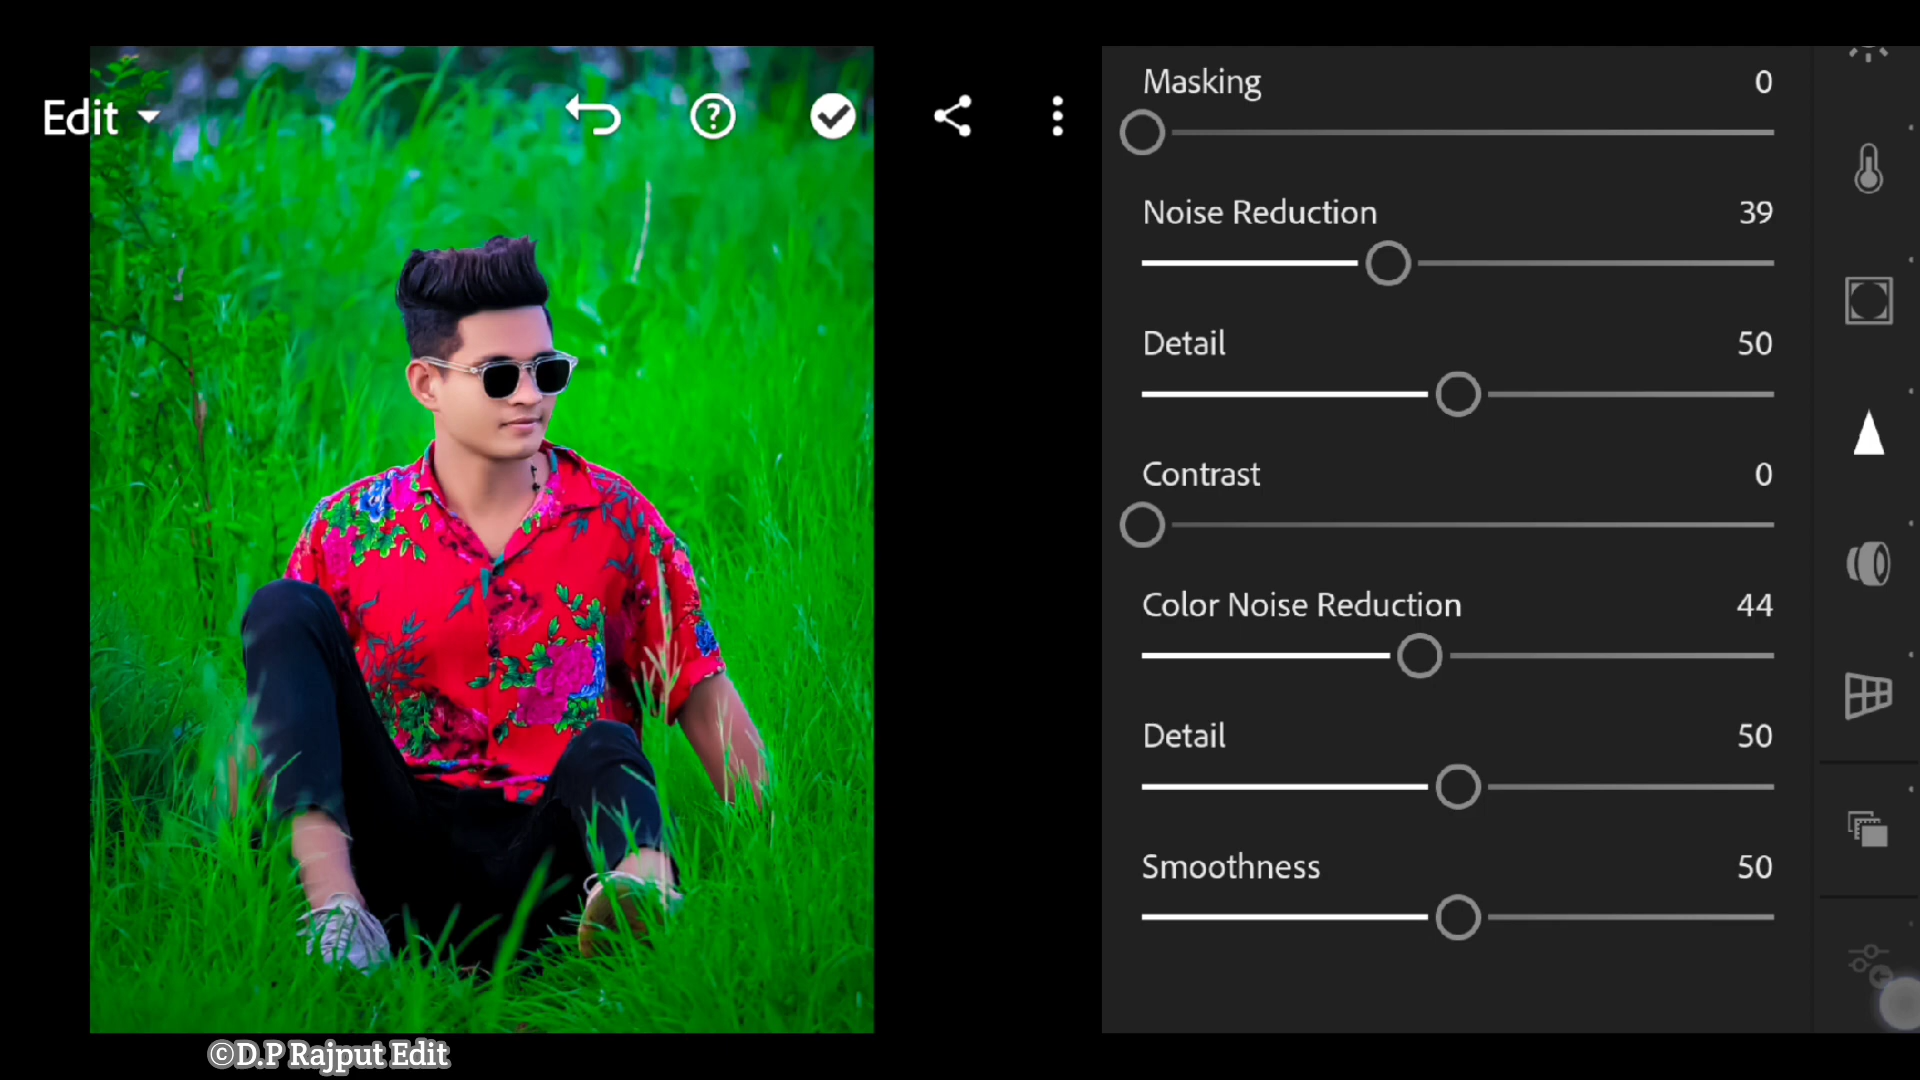 Edit
Masking 0
Noise Reduction 39
Detail 50
Contrast 0
Color Noise Reduction 44
Detail 50
Smoothness 50
©D.P Rajput Edit